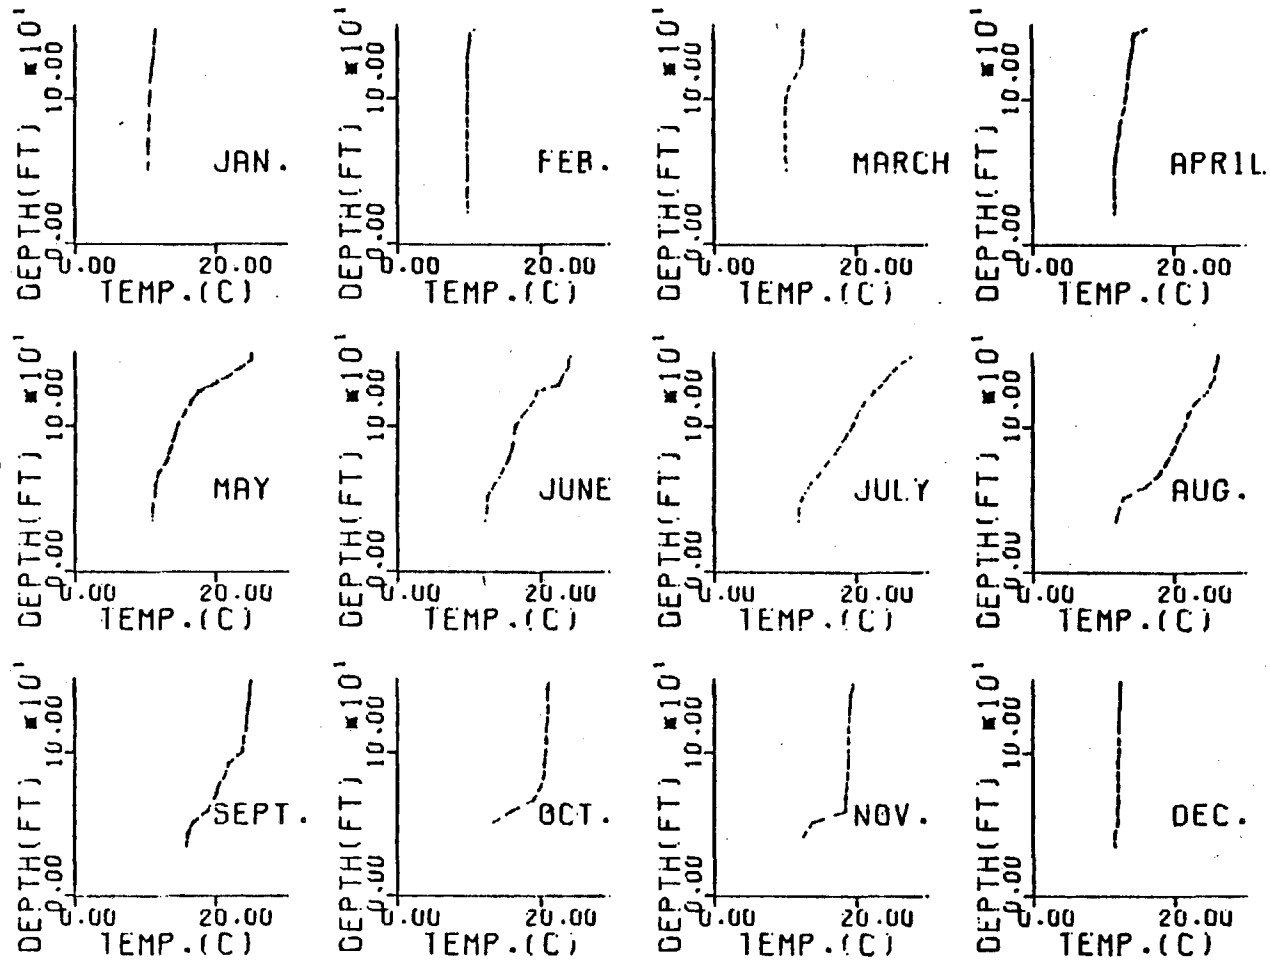 DEPTH(FT) *10¹
10.00
0.00
0.00 20.00
TEMP.(C)
JAN.
DEPTH(FT) *10¹
10.00
0.00
0.00 20.00
TEMP.(C)
FEB.
DEPTH(FT) *10¹
10.00
0.00
0.00 20.00
TEMP.(C)
MARCH
DEPTH(FT) *10¹
10.00
0.00
0.00 20.00
TEMP.(C)
APRIL
DEPTH(FT) *10¹
10.00
0.00
0.00 20.00
TEMP.(C)
MAY
DEPTH(FT) *10¹
10.00
0.00
0.00 20.00
TEMP.(C)
JUNE
DEPTH(FT) *10¹
10.00
0.00
0.00 20.00
TEMP.(C)
JULY
DEPTH(FT) *10¹
10.00
0.00
0.00 20.00
TEMP.(C)
AUG.
DEPTH(FT) *10¹
10.00
0.00
0.00 20.00
TEMP.(C)
SEPT.
DEPTH(FT) *10¹
10.00
0.00
0.00 20.00
TEMP.(C)
OCT.
DEPTH(FT) *10¹
10.00
0.00
0.00 20.00
TEMP.(C)
NOV.
DEPTH(FT) *10¹
10.00
0.00
0.00 20.00
TEMP.(C)
DEC.